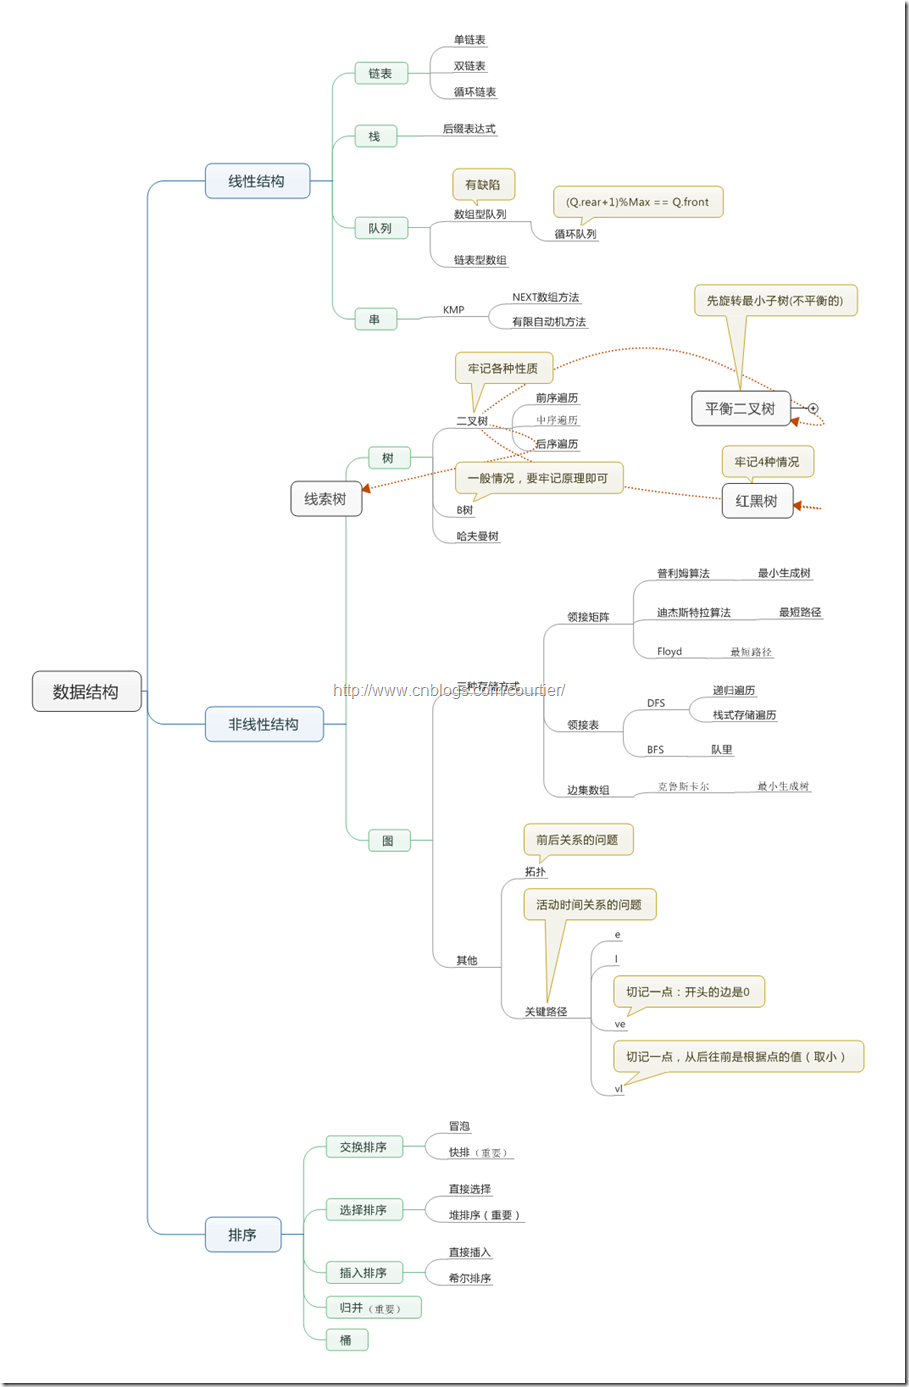 单链表
双链表
链表
循环链表
栈
后缀表达式
线性结构
有缺陷
(Q.rear+1)%Max == Q.front
数组型队列
队列
循环队列
链表型数组
NEXT数组方法
KMP
串
有限自动机方法
先旋转最小子树(不平衡的)
牢记各种性质
平衡二叉树
前序遍历
二叉树
中序遍历
后序遍历
树
牢记4种情况
一般情况，要牢记原理即可
线索树
红黑树
B树
哈夫曼树
普利姆算法
最小生成树
领接矩阵
迪杰斯特拉算法
最短路径
Floyd
最短路径
数据结构
http://www.cnblogs.com/courtier/
三种存储方式
递归遍历
DFS
栈式存储遍历
非线性结构
领接表
BFS
队里
边集数组
克鲁斯卡尔
最小生成树
图
前后关系的问题
拓扑
活动时间关系的问题
e
其他
l
切记一点：开头的边是0
关键路径
ve
切记一点，从后往前是根据点的值（取小）
vl
冒泡
交换排序
快排（重要）
直接选择
选择排序
堆排序（重要）
排序
直接插入
插入排序
希尔排序
归并（重要）
桶